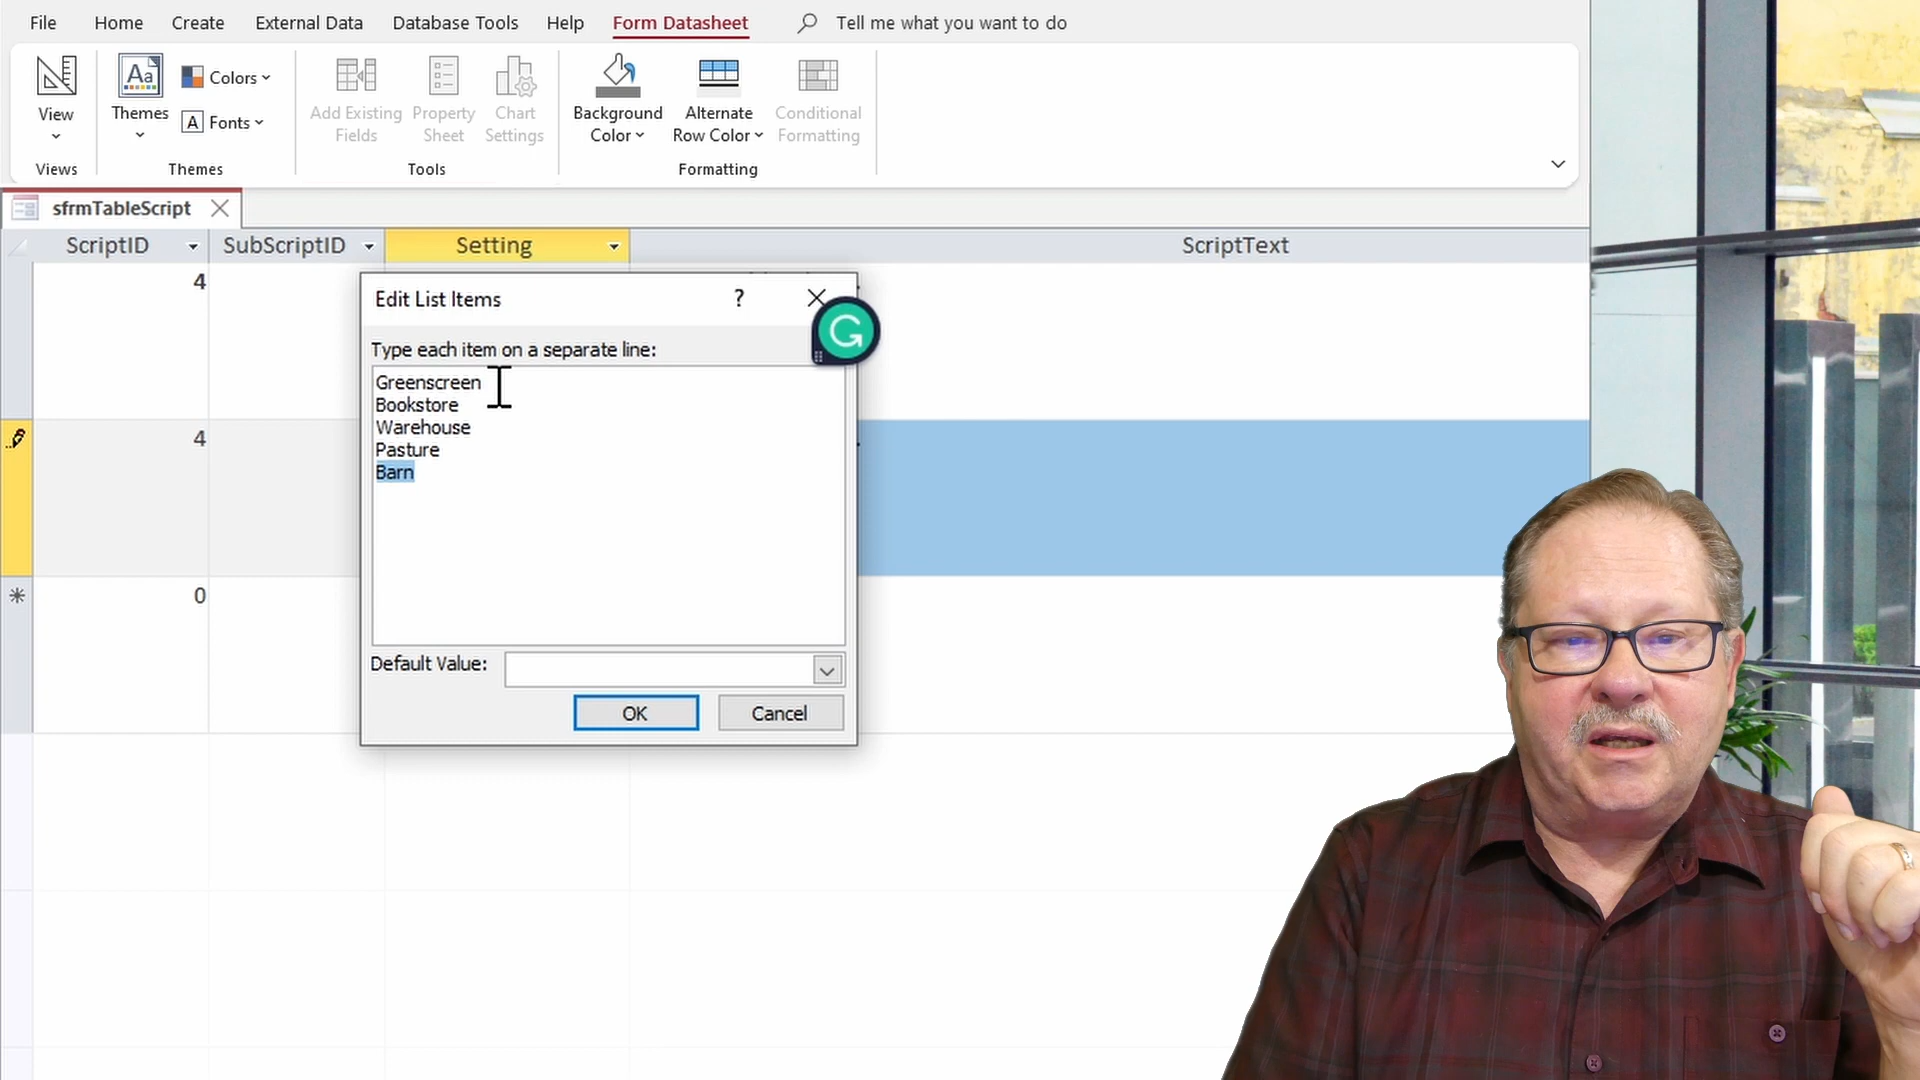 File Home Create External Data Database Tools Help Form Datasheet Tell me what you want to do
View
Views
Aa
Themes
Colors
A Fonts
Themes
Add Existing Fields
Property Sheet
Chart Settings
Tools
Background Color
Alternate Row Color
Conditional Formatting
Formatting
sfrmTableScript
ScriptID SubScriptID Setting ScriptText
4
4
0
Edit List Items ?
G
Type each item on a separate line:
Greenscreen
Bookstore
Warehouse
Pasture
Barn
Default Value:
OK Cancel